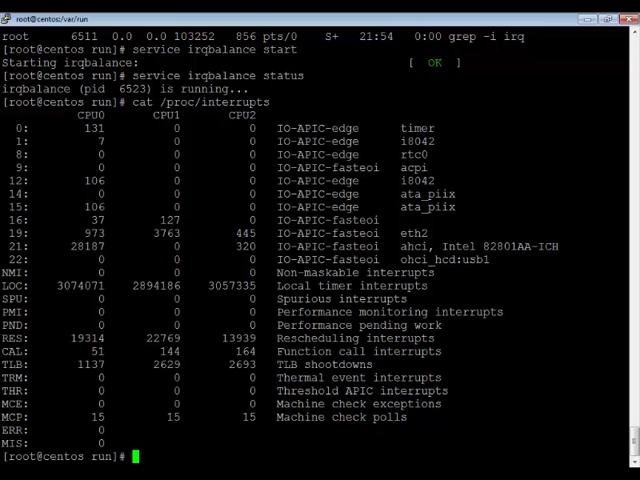 root@centos:/var/run
root      6511  0.0  0.0 103252   856 pts/0    S+   21:54   0:00 grep -i irq
[root@centos run]# service irqbalance start
Starting irqbalance:                                       [  OK  ]
[root@centos run]# service irqbalance status
irqbalance (pid  6523) is running...
[root@centos run]# cat /proc/interrupts
           CPU0       CPU1       CPU2
  0:        131          0          0   IO-APIC-edge      timer
  1:          7          0          0   IO-APIC-edge      i8042
  8:          0          0          0   IO-APIC-edge      rtc0
  9:          0          0          0   IO-APIC-fasteoi   acpi
 12:        106          0          0   IO-APIC-edge      i8042
 14:          0          0          0   IO-APIC-edge      ata_piix
 15:        106          0          0   IO-APIC-edge      ata_piix
 16:         37        127          0   IO-APIC-fasteoi
 19:        973       3763        445   IO-APIC-fasteoi   eth2
 21:      28187          0        320   IO-APIC-fasteoi   ahci, Intel 82801AA-ICH
 22:          0          0          0   IO-APIC-fasteoi   ohci_hcd:usb1
NMI:          0          0          0   Non-maskable interrupts
LOC:    3074071    2894186    3057335   Local timer interrupts
SPU:          0          0          0   Spurious interrupts
PMI:          0          0          0   Performance monitoring interrupts
PND:          0          0          0   Performance pending work
RES:      19314      22769      13939   Rescheduling interrupts
CAL:         51        144        164   Function call interrupts
TLB:       1137       2629       2693   TLB shootdowns
TRM:          0          0          0   Thermal event interrupts
THR:          0          0          0   Threshold APIC interrupts
MCE:          0          0          0   Machine check exceptions
MCP:         15         15         15   Machine check polls
ERR:          0
MIS:          0
[root@centos run]#